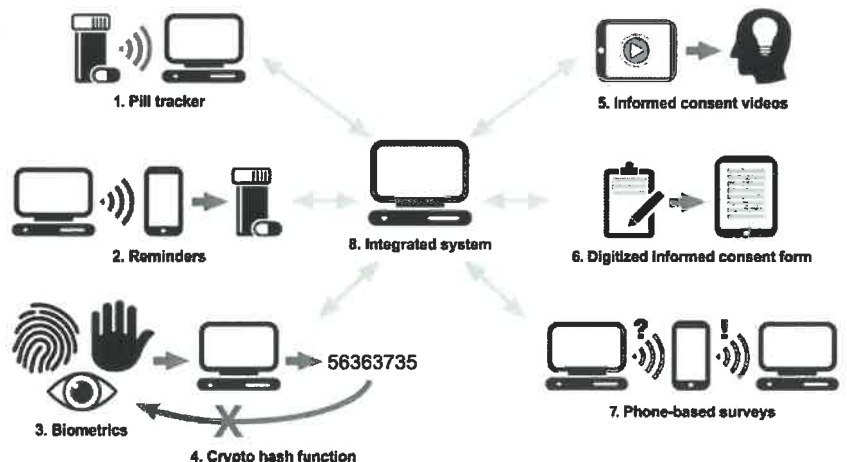 1. Pill tracker
5. Informed consent videos
2. Reminders
8. Integrated system
6. Digitized informed consent form
?
!
56363735
X
3. Biometrics
7. Phone-based surveys
4. Crypto hash function